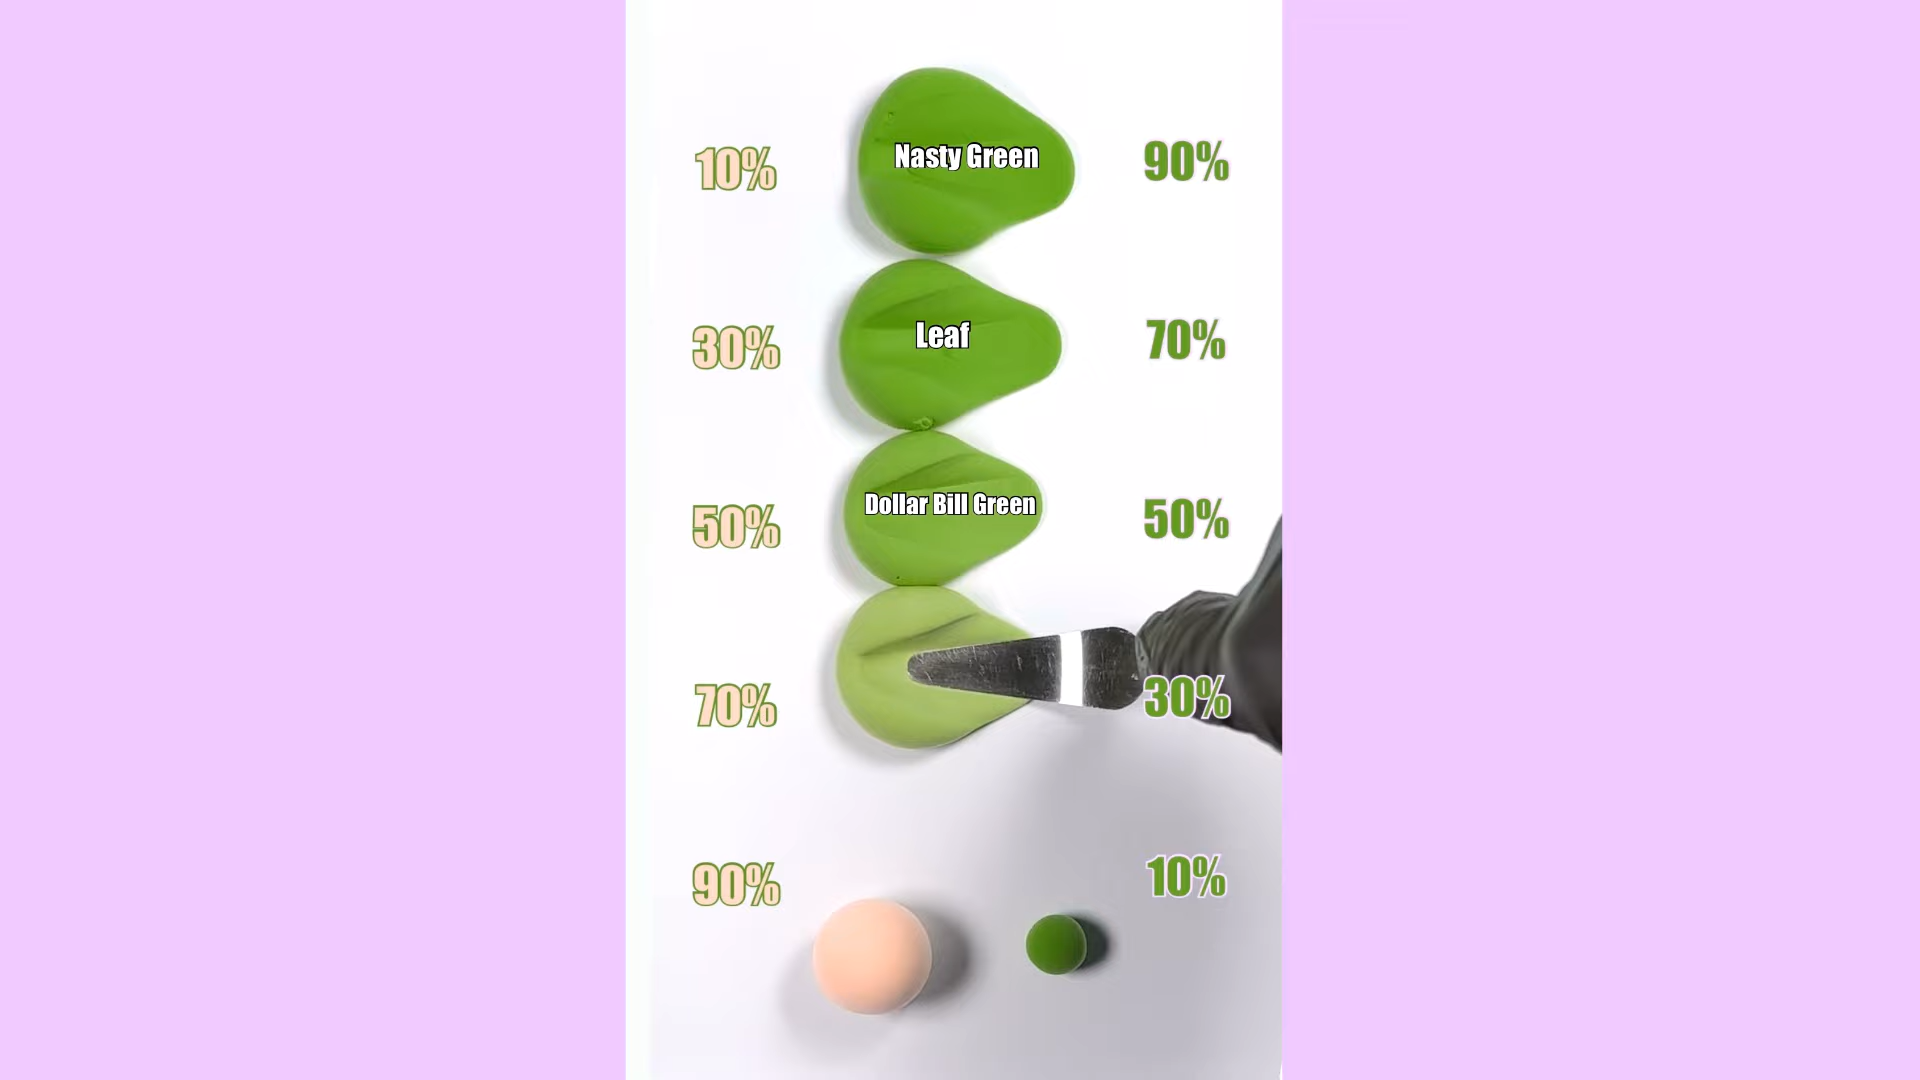 10% Nasty Green 90%
30% Leaf 70%
50% Dollar Bill Green 50%
70% 30%
90% 10%